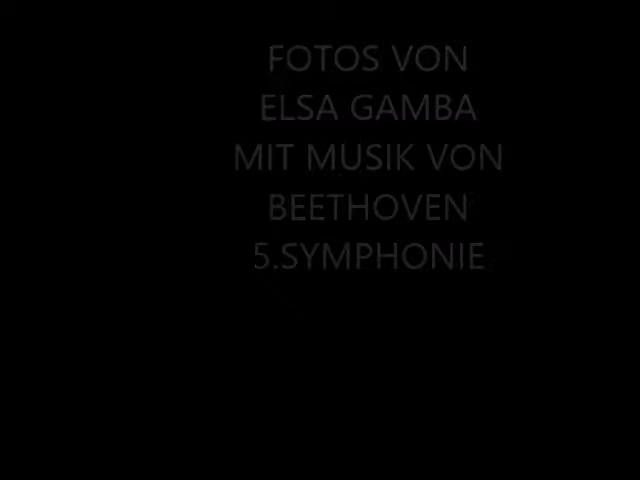 FOTOS VON
ELSA GAMBA
MIT MUSIK VON
BEETHOVEN
5.SYMPHONIE